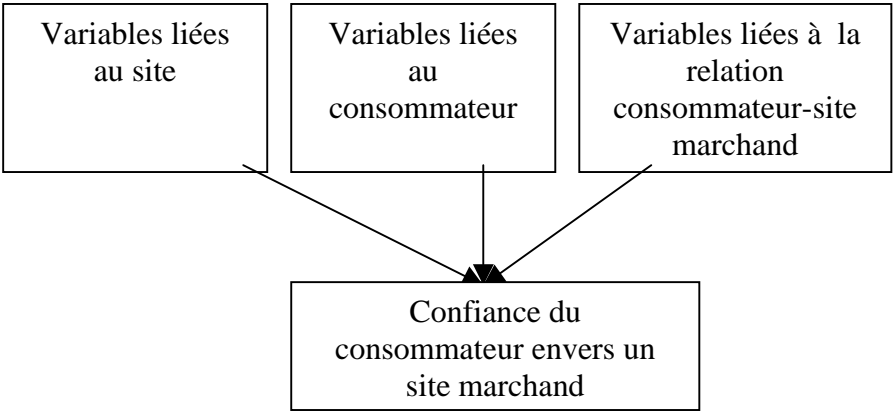 Variables liées
au site
Variables liées
au
consommateur
Variables liées à la
relation
consommateur-site
marchand
Confiance du
consommateur envers un
site marchand